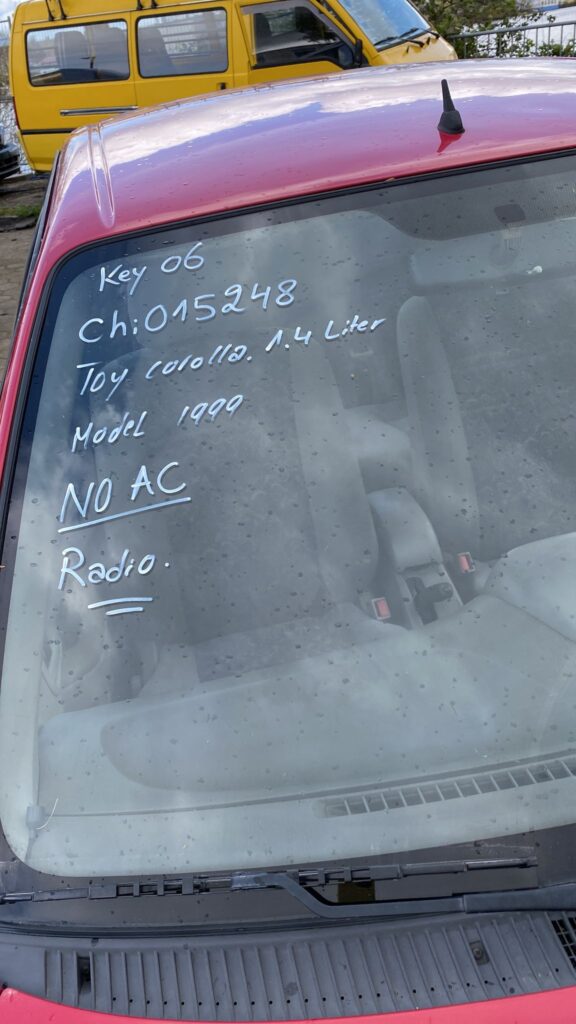 Key 06
Ch:015248
Toy corolla. 1.4 Liter
Model 1999
NO AC
Radio.